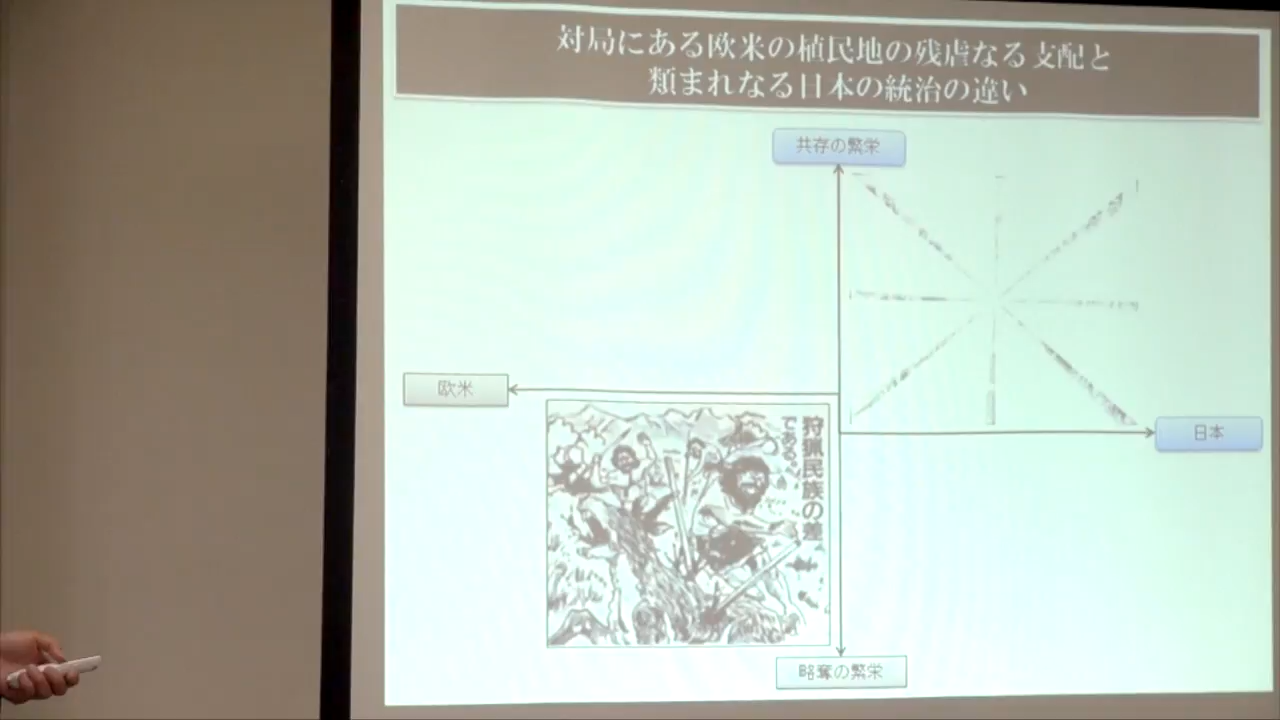 対局にある欧米の植民地の残虐なる支配と
類まれなる日本の統治の違い
共存の繁栄
欧米
日本
狩猟民族の差
である。
略奪の繁栄